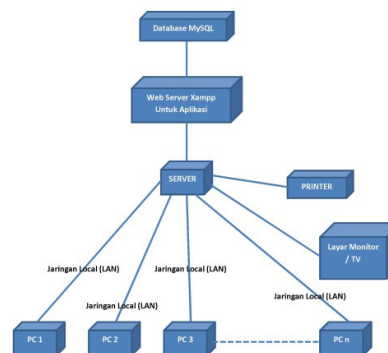 Database MySQL
Web Server Xampp
Untuk Aplikasi
SERVER
PRINTER
Layar Monitor
/ TV
Jaringan Local (LAN)
Jaringan Local (LAN)
Jaringan Local (LAN)
Jaringan Local (LAN)
PC 1
PC 2
PC 3
PC n